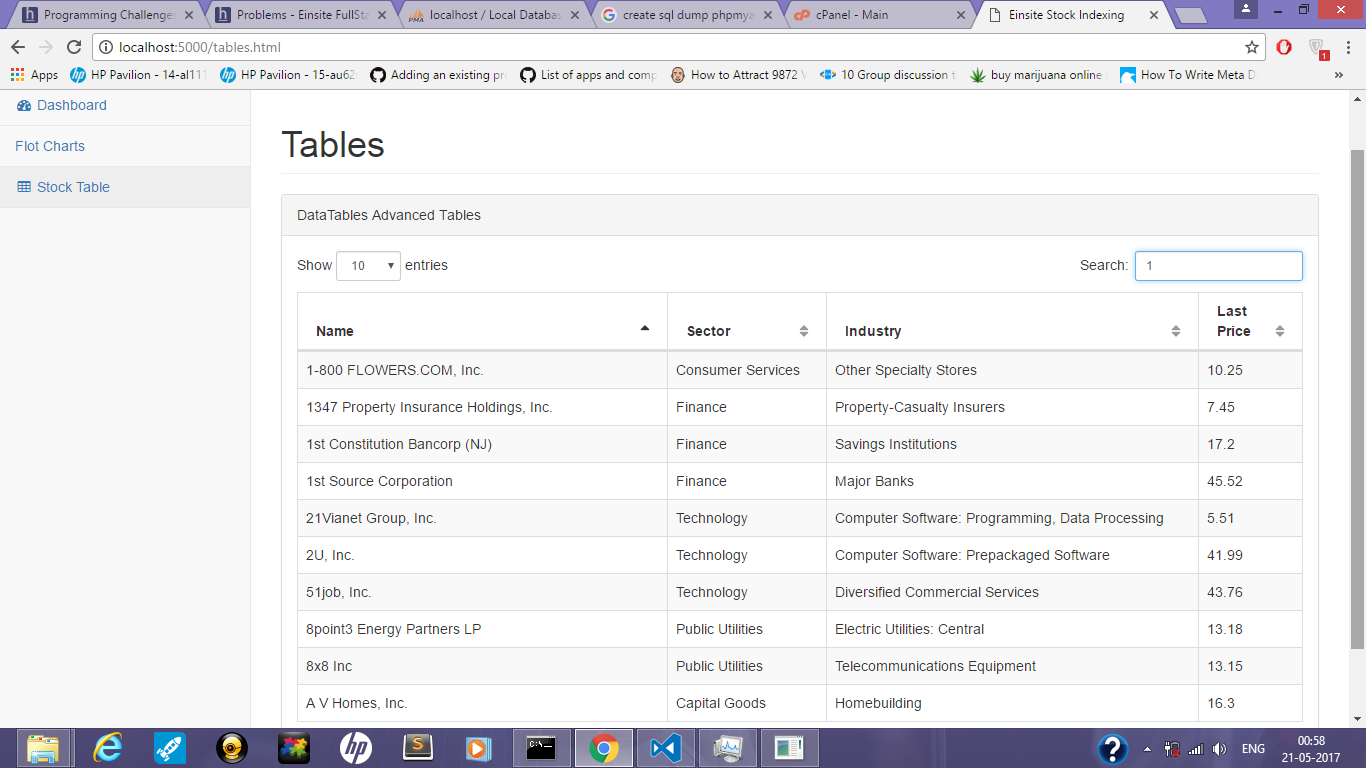 Programming Challenges
Problems - Einsite FullSta
localhost / Local Databas
create sql dump phpmya
cPanel - Main
Einsite Stock Indexing
localhost:5000/tables.html
Apps
HP Pavilion - 14-al111
HP Pavilion - 15-au62
Adding an existing pr
List of apps and comp
How to Attract 9872 V
10 Group discussion t
buy marijuana online
How To Write Meta D
1
Dashboard
Flot Charts
Stock Table
Tables
DataTables Advanced Tables
Show 10 entries
Search: 1
Name Sector Industry Last Price
1-800 FLOWERS.COM, Inc. Consumer Services Other Specialty Stores 10.25
1347 Property Insurance Holdings, Inc. Finance Property-Casualty Insurers 7.45
1st Constitution Bancorp (NJ) Finance Savings Institutions 17.2
1st Source Corporation Finance Major Banks 45.52
21Vianet Group, Inc. Technology Computer Software: Programming, Data Processing 5.51
2U, Inc. Technology Computer Software: Prepackaged Software 41.99
51job, Inc. Technology Diversified Commercial Services 43.76
8point3 Energy Partners LP Public Utilities Electric Utilities: Central 13.18
8x8 Inc Public Utilities Telecommunications Equipment 13.15
A V Homes, Inc. Capital Goods Homebuilding 16.3
ENG
00:58
21-05-2017